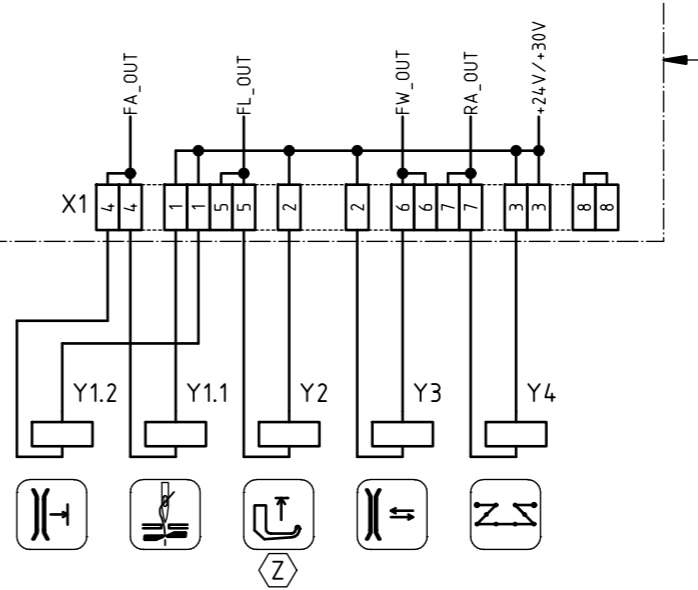 FA_OUT
FL_OUT
FW_OUT
RA_OUT
+24V/+30V
X1
4 4 1 1 5 5 2 2 6 6 7 7 3 3 8 8
Y1.2 Y1.1 Y2 Y3 Y4
Z